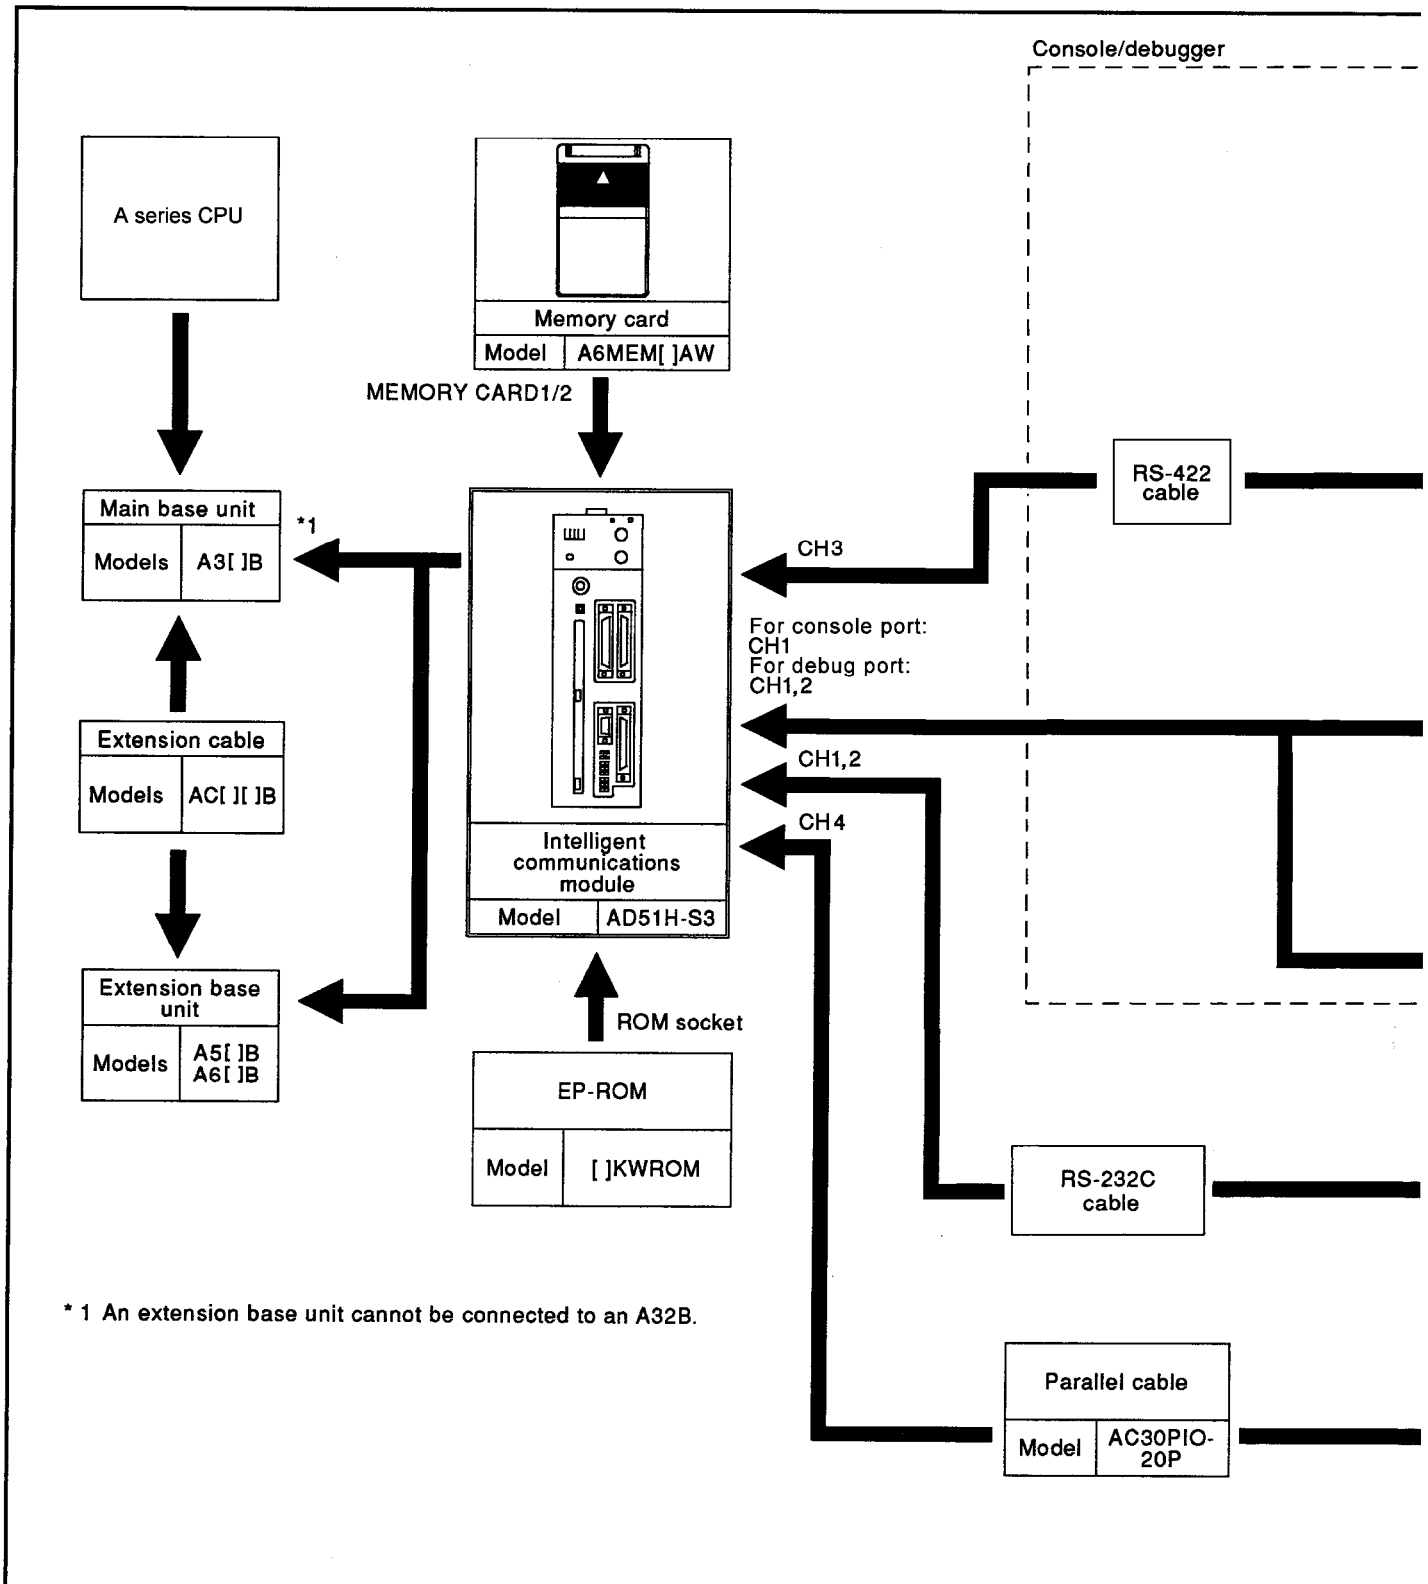 Console/debugger
A series CPU
Memory card
Model A6MEM[ ]AW
MEMORY CARD1/2
Main base unit
Models A3[ ]B
*1
Extension cable
Models AC[ ][ ]B
Extension base
unit
Models A5[ ]B
A6[ ]B
Intelligent
communications
module
Model AD51H-S3
ROM socket
EP-ROM
Model [ ]KWROM
CH3
For console port:
CH1
For debug port:
CH1,2
CH1,2
CH4
RS-422
cable
RS-232C
cable
Parallel cable
Model AC30PIO-
20P
* 1 An extension base unit cannot be connected to an A32B.